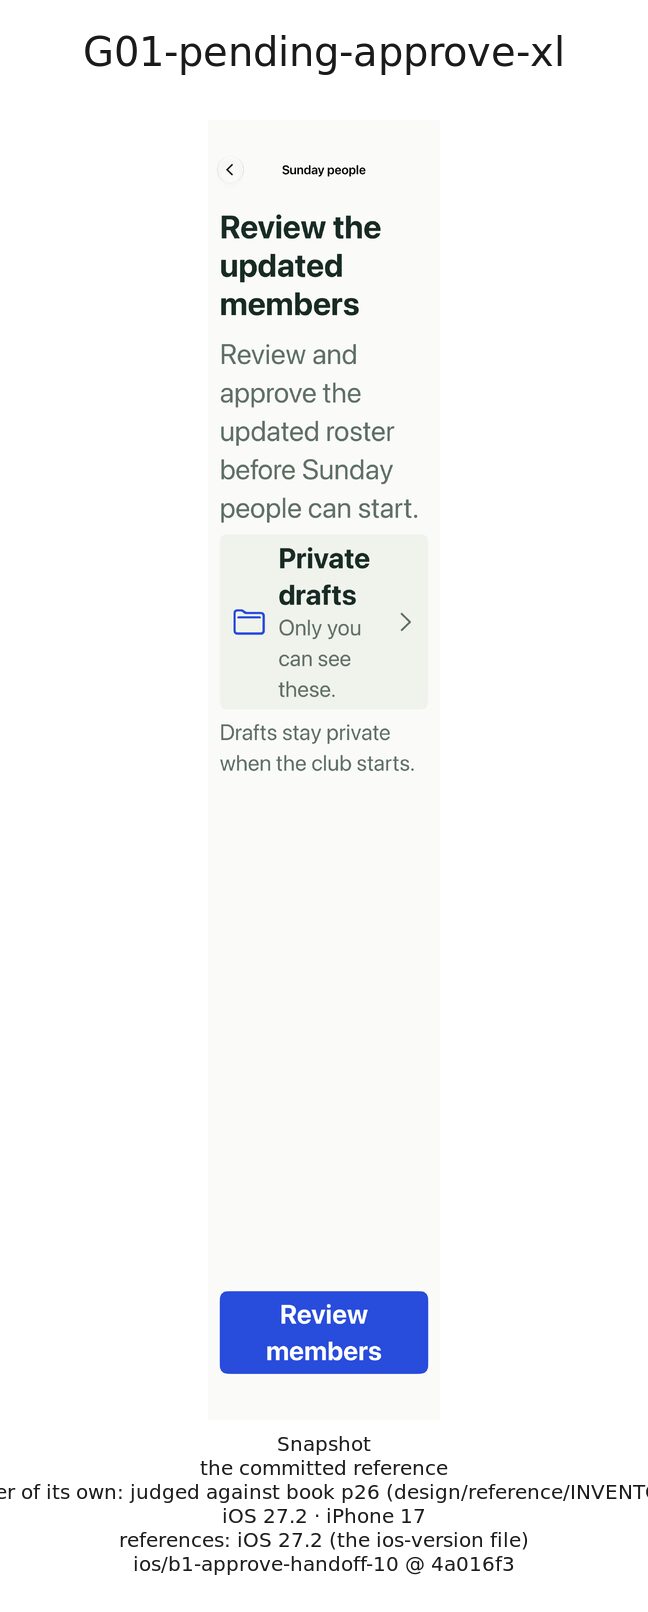 G01-pending-approve-xl
Sunday people
Review the
updated
members
Review and
approve the
updated roster
before Sunday
people can start.
Private
drafts
Only you
can see
these.
Drafts stay private
when the club starts.
Review
members
Snapshot
the committed reference
of its own: judged against book p26 (design/reference/
iOS 27.2 · iPhone 17
references: iOS 27.2 (the ios-version file)
ios/b1-approve-handoff-10 @ 4a016f3